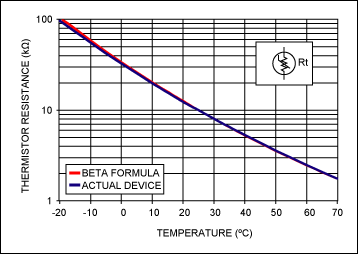 100
10
1
THERMISTOR RESISTANCE (kΩ)
Rt
BETA FORMULA
ACTUAL DEVICE
-20 -10 0 10 20 30 40 50 60 70
TEMPERATURE (ºC)